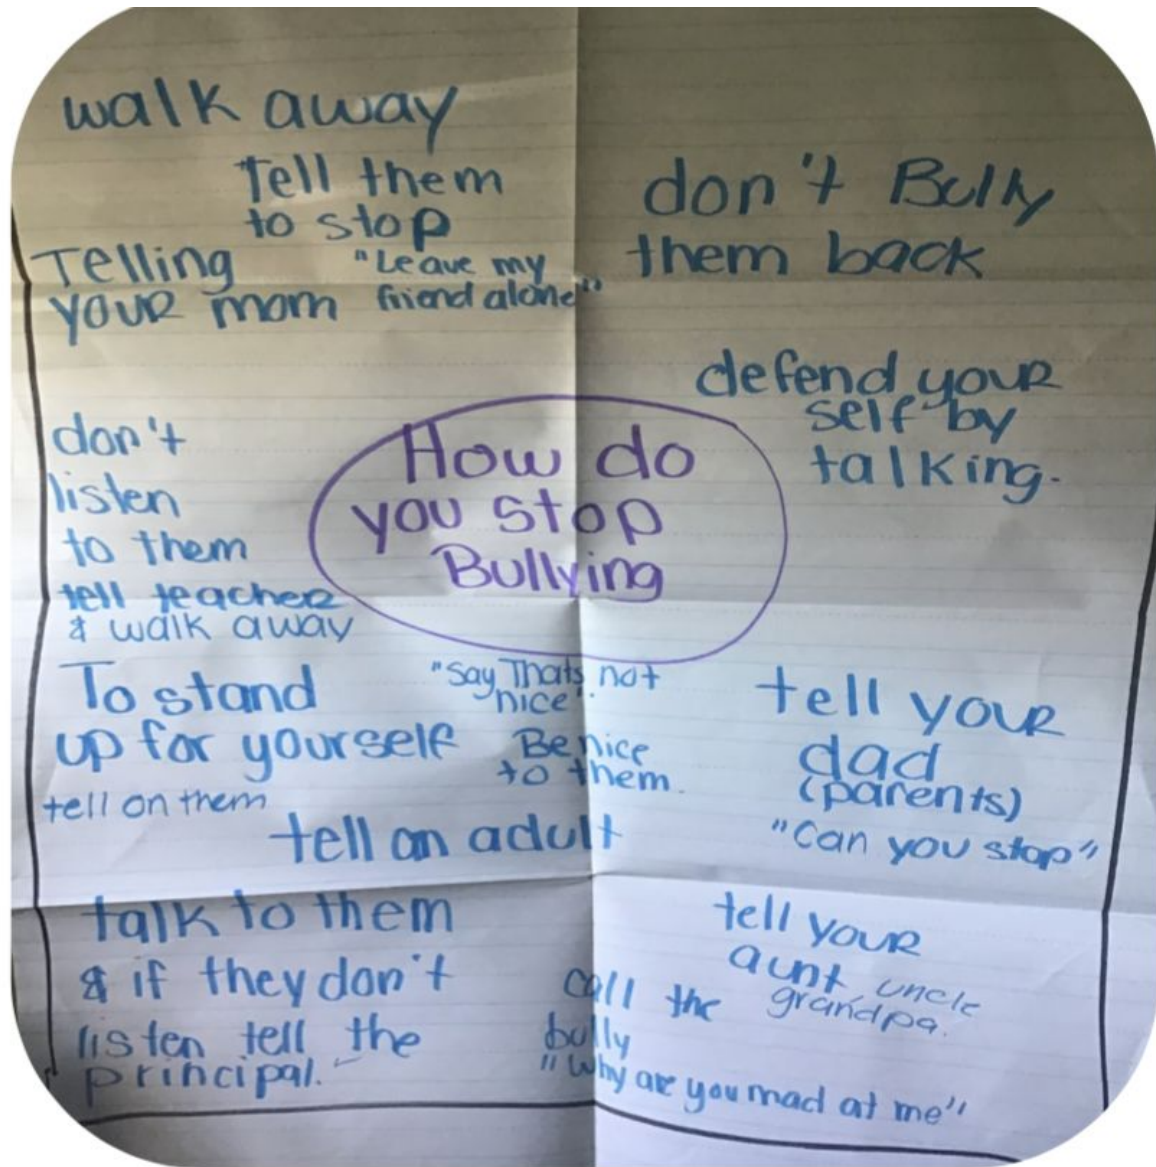 walk away
Tell them
to stop
Telling
your mom
"Leave my
friend alone"
don't Bully
them back
defend your
self by
talking.
How do
you stop
Bullying
don't
listen
to them
tell teacher
& walk away
To stand
up for yourself
tell on them
"Say Thats not
nice".
Be nice
to them.
tell an adult
tell your
dad
(parents)
"Can you stop"
talk to them
& if they don't
listen tell the
principal.
tell your
aunt uncle
grandpa.
call the
bully
"Why are you mad at me"